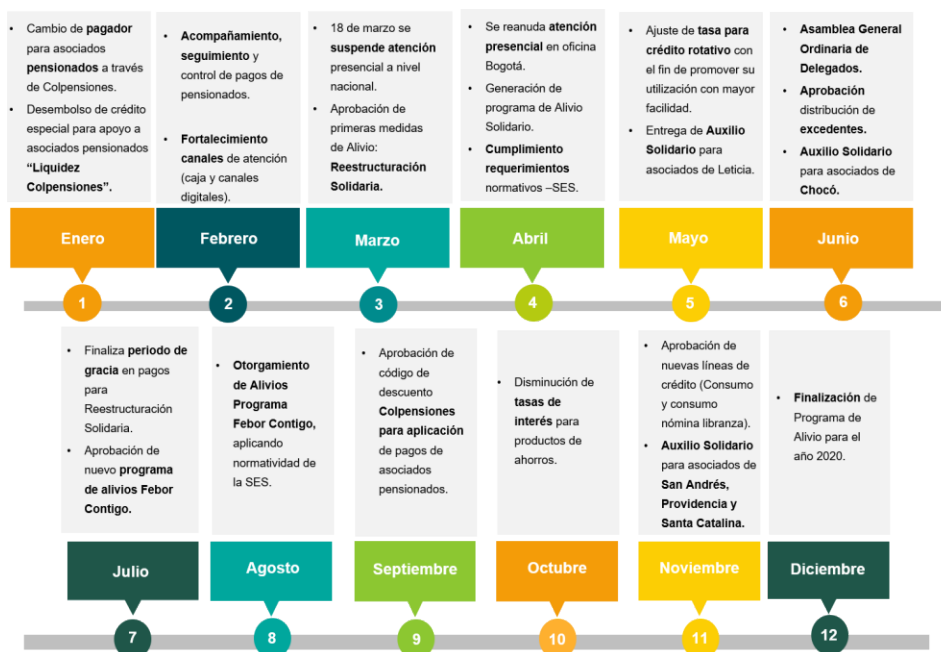 • Cambio de pagador
para asociados
pensionados a través
de Colpensiones.
• Desembolso de crédito
especial para apoyo a
asociados pensionados
“Liquidez
Colpensiones”.
Enero
1
• Acompañamiento,
seguimiento y
control de pagos de
pensionados.
• Fortalecimiento
canales de atención
(caja y canales
digitales).
Febrero
2
• 18 de marzo se
suspende atención
presencial a nivel
nacional.
• Aprobación de
primeras medidas
de Alivio:
Reestructuración
Solidaria.
Marzo
3
• Se reanuda atención
presencial en oficina
Bogotá.
• Generación de
programa de Alivio
Solidario.
• Cumplimiento
requerimientos
normativos –SES.
Abril
4
• Ajuste de tasa para
crédito rotativo con
el fin de promover su
utilización con mayor
facilidad.
• Entrega de Auxilio
Solidario para
asociados de Leticia.
Mayo
5
• Asamblea General
Ordinaria de
Delegados.
• Aprobación
distribución de
excedentes.
• Auxilio Solidario
para asociados de
Chocó.
Junio
6
• Finaliza periodo de
gracia en pagos
para
Reestructuración
Solidaria.
• Aprobación de
nuevo programa
de alivios Febor
Contigo.
Julio
7
• Otorgamiento
de Alivios
Programa
Febor Contigo,
aplicando
normatividad de
la SES.
Agosto
8
• Aprobación de
código de
descuento
Colpensiones
para aplicación
de pagos de
asociados
pensionados.
Septiembre
9
• Disminución de
tasas de
interés para
productos de
ahorros.
Octubre
10
• Aprobación de
nuevas líneas de
crédito (Consumo
y consumo
nómina libranza).
• Auxilio Solidario
para asociados de
San Andrés,
Providencia y
Santa Catalina.
Noviembre
11
• Finalización de
Programa de
Alivio para el
año 2020.
Diciembre
12